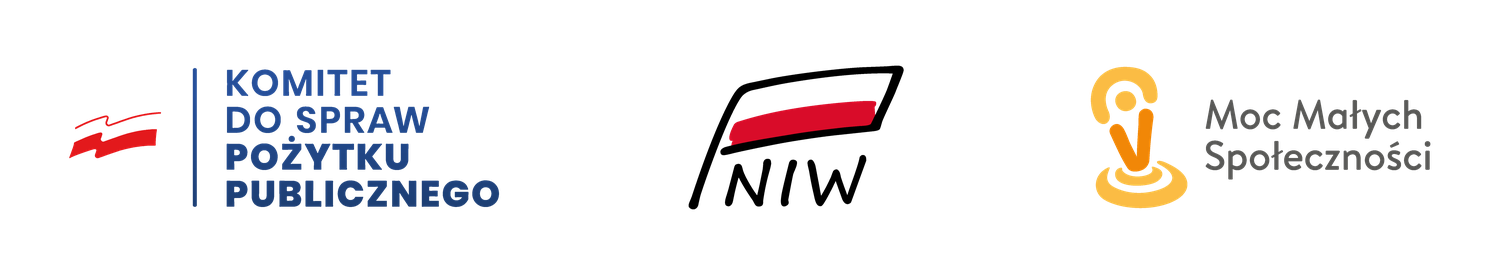 KOMITET
DO SPRAW
POŻYTKU
PUBLICZNEGO
NIW
Moc Małych
Społeczności